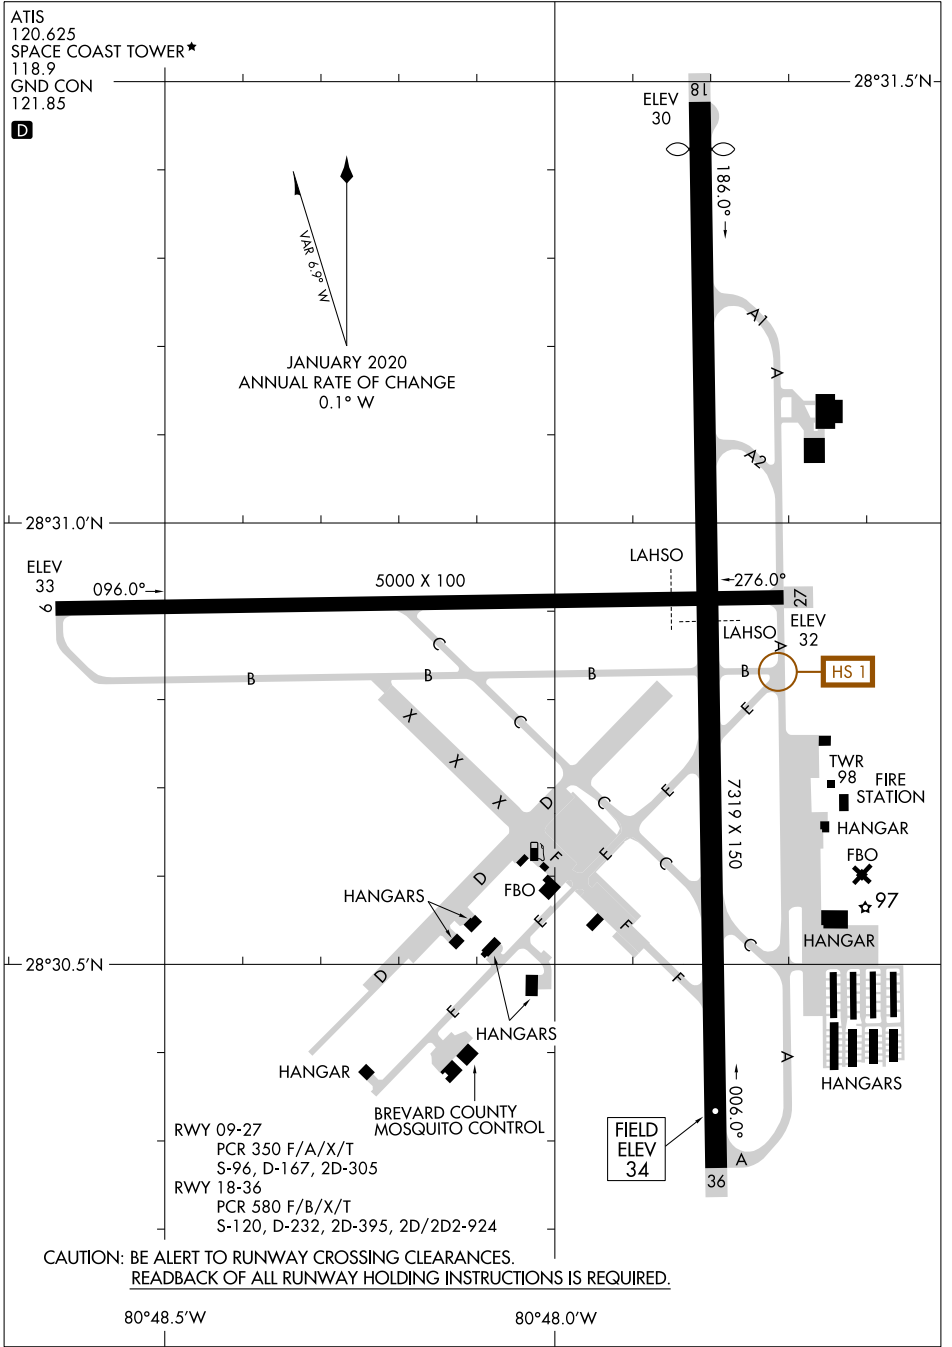 ATIS
120.625
SPACE COAST TOWER★
118.9
GND CON
121.85
D
28°31.5'N
18
ELEV
30
186.0°
VAR 6.9° W
JANUARY 2020
ANNUAL RATE OF CHANGE
0.1° W
A1
A
A2
28°31.0'N
LAHSO
ELEV
33
9
096.0°
5000 X 100
276.0°
27
ELEV
32
LAHSO
A
C
B
B
B
B
HS 1
X
C
E
X
E
X
D
C
7319 X 150
TWR
98
FIRE
STATION
HANGAR
F
E
C
FBO
D
FBO
HANGARS
97
E
F
C
HANGAR
28°30.5'N
D
F
E
HANGARS
A
HANGARS
HANGAR
BREVARD COUNTY
MOSQUITO CONTROL
006.0°
FIELD
ELEV
34
A
36
RWY 09-27
PCR 350 F/A/X/T
S-96, D-167, 2D-305
RWY 18-36
PCR 580 F/B/X/T
S-120, D-232, 2D-395, 2D/2D2-924
CAUTION: BE ALERT TO RUNWAY CROSSING CLEARANCES.
READBACK OF ALL RUNWAY HOLDING INSTRUCTIONS IS REQUIRED.
80°48.5'W
80°48.0'W